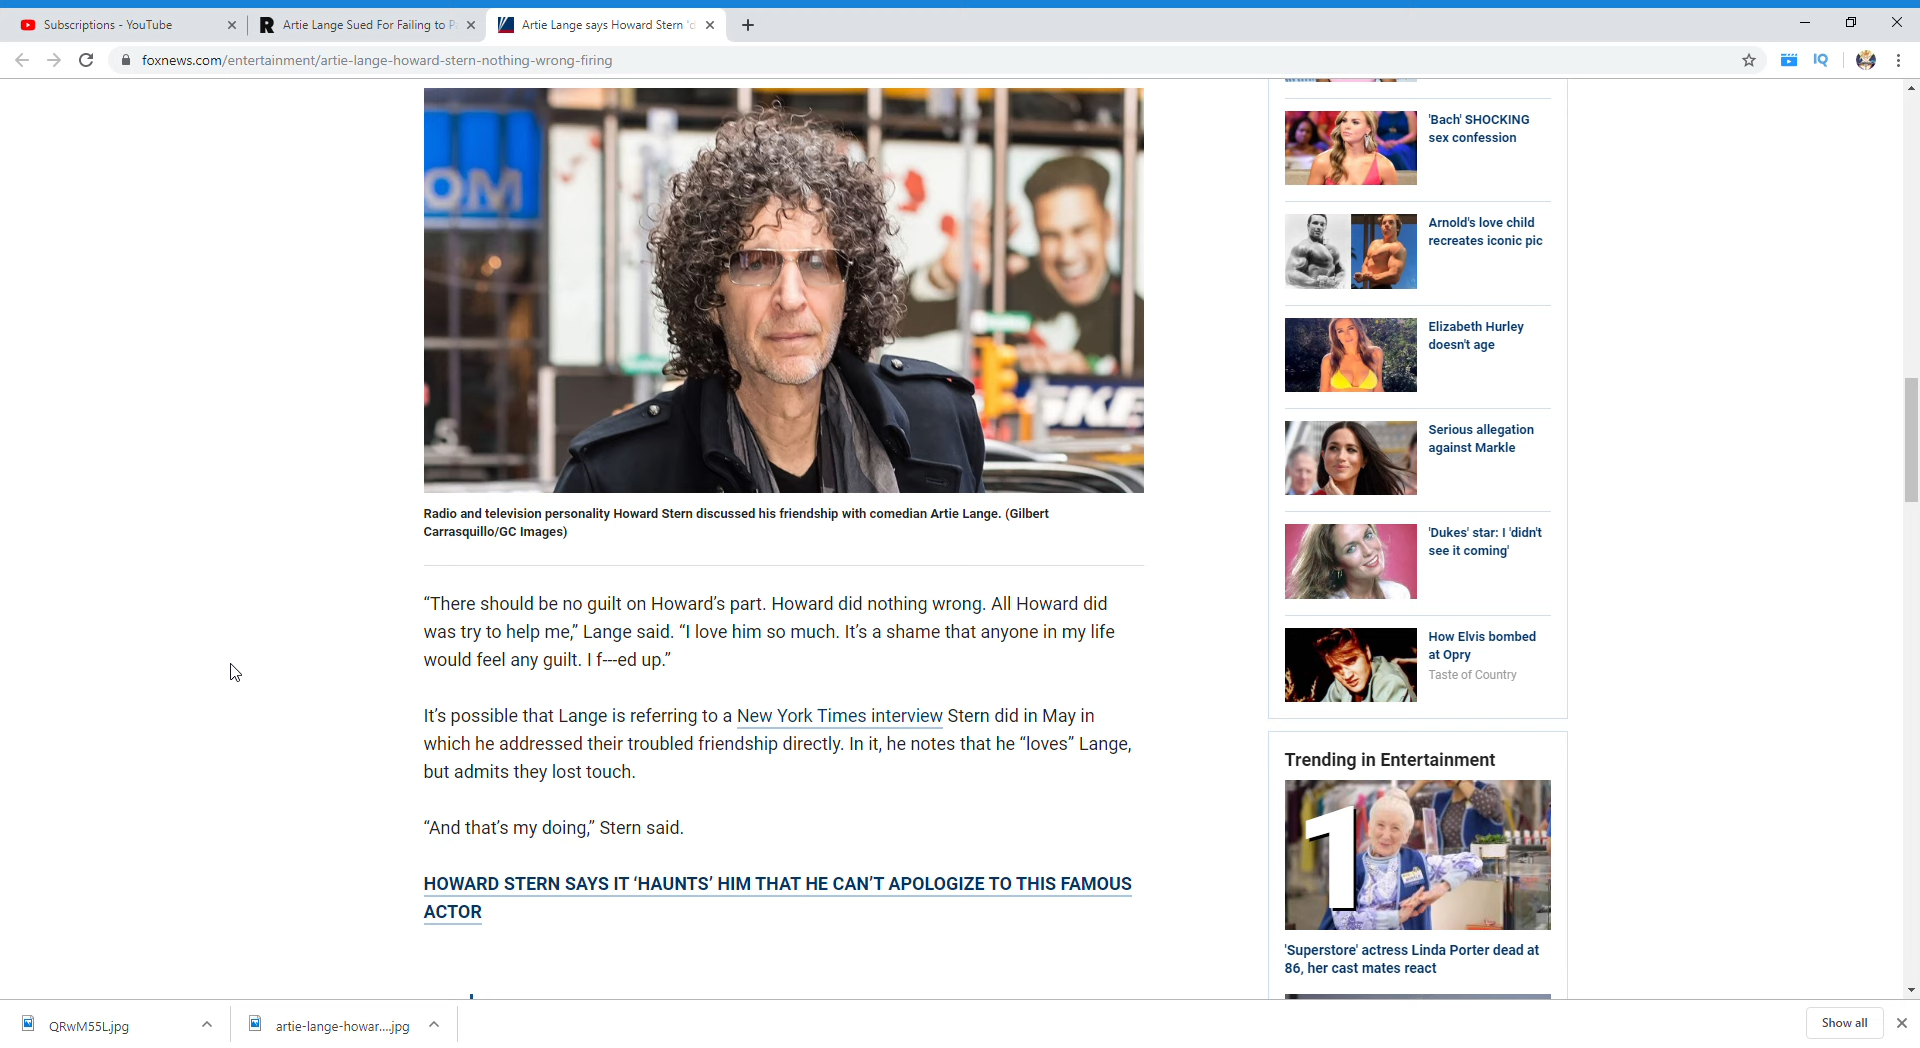 Subscriptions - YouTube
Artie Lange Sued For Failing to P
Artie Lange says Howard Stern 'd
foxnews.com/entertainment/artie-lange-howard-stern-nothing-wrong-firing
IQ
OM
SKE
Radio and television personality Howard Stern discussed his friendship with comedian Artie Lange. (Gilbert
Carrasquillo/GC Images)
“There should be no guilt on Howard’s part. Howard did nothing wrong. All Howard did
was try to help me,” Lange said. “I love him so much. It’s a shame that anyone in my life
would feel any guilt. I f---ed up.”
It’s possible that Lange is referring to a New York Times interview Stern did in May in
which he addressed their troubled friendship directly. In it, he notes that he “loves” Lange,
but admits they lost touch.
“And that’s my doing,” Stern said.
HOWARD STERN SAYS IT ‘HAUNTS’ HIM THAT HE CAN’T APOLOGIZE TO THIS FAMOUS
ACTOR
'Bach' SHOCKING
sex confession
Arnold's love child
recreates iconic pic
Elizabeth Hurley
doesn't age
Serious allegation
against Markle
'Dukes' star: I 'didn't
see it coming'
How Elvis bombed
at Opry
Taste of Country
Trending in Entertainment
1
'Superstore' actress Linda Porter dead at
86, her cast mates react
QRwM55L.jpg
artie-lange-howar....jpg
Show all